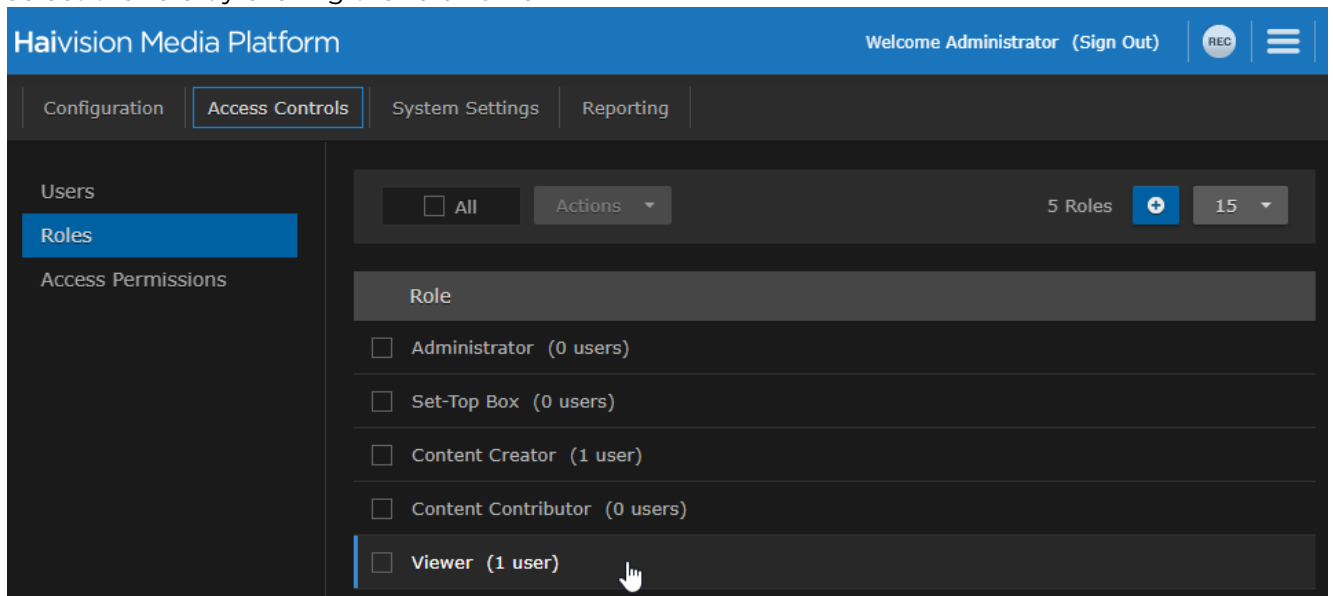 Haivision Media Platform
Welcome Administrator (Sign Out)
REC
Configuration
Access Controls
System Settings
Reporting
Users
Roles
Access Permissions
All
Actions
5 Roles
15
Role
Administrator (0 users)
Set-Top Box (0 users)
Content Creator (1 user)
Content Contributor (0 users)
Viewer (1 user)